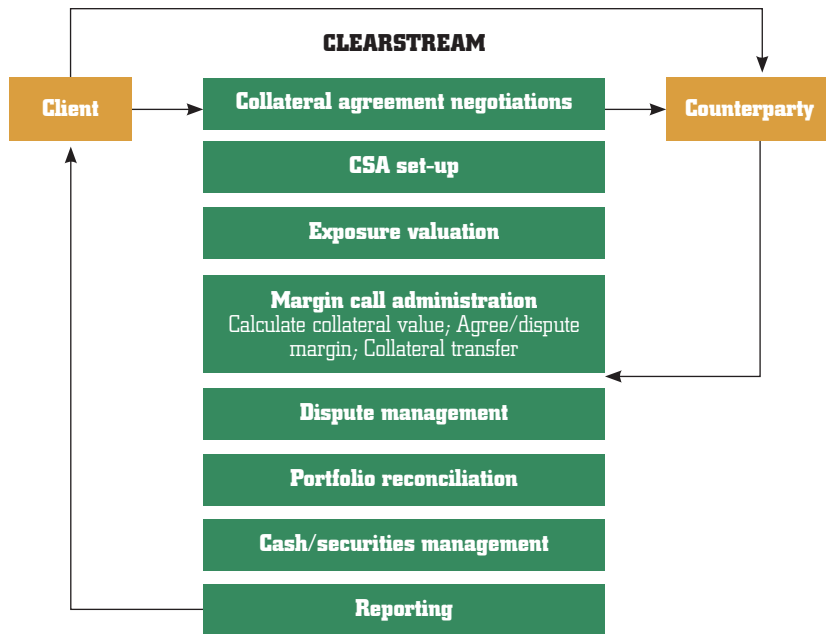 CLEARSTREAM
Client
Collateral agreement negotiations
Counterparty
CSA set-up
Exposure valuation
Margin call administration
Calculate collateral value; Agree/dispute
margin; Collateral transfer
Dispute management
Portfolio reconciliation
Cash/securities management
Reporting